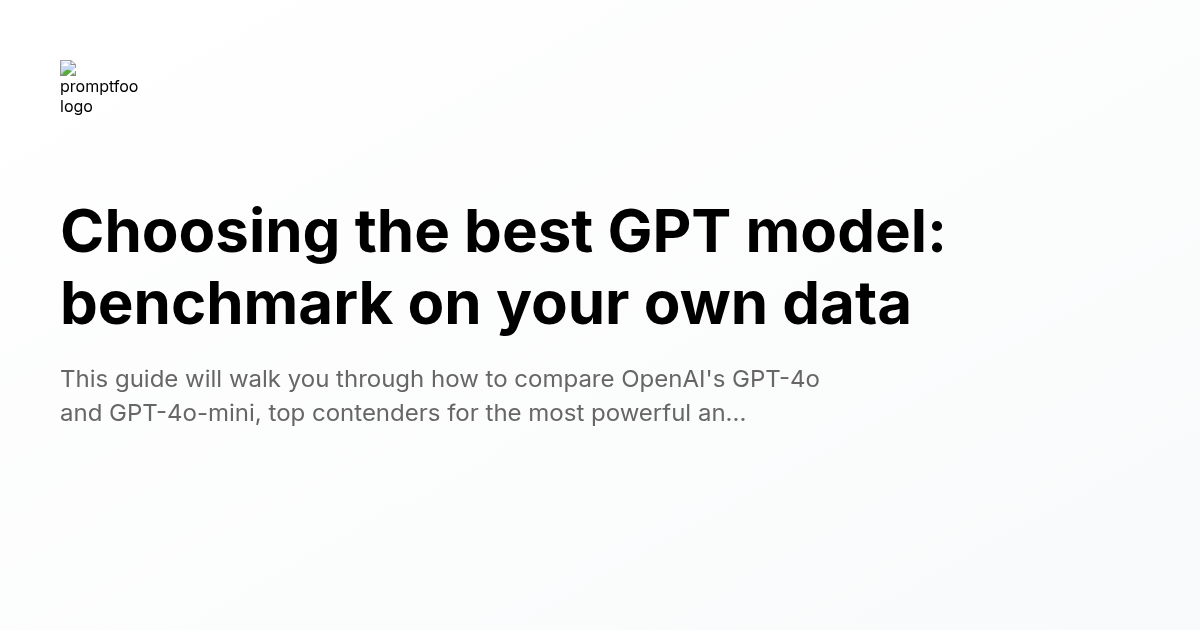 promptfoo
logo
Choosing the best GPT model:
benchmark on your own data
This guide will walk you through how to compare OpenAI's GPT-4o
and GPT-4o-mini, top contenders for the most powerful an...